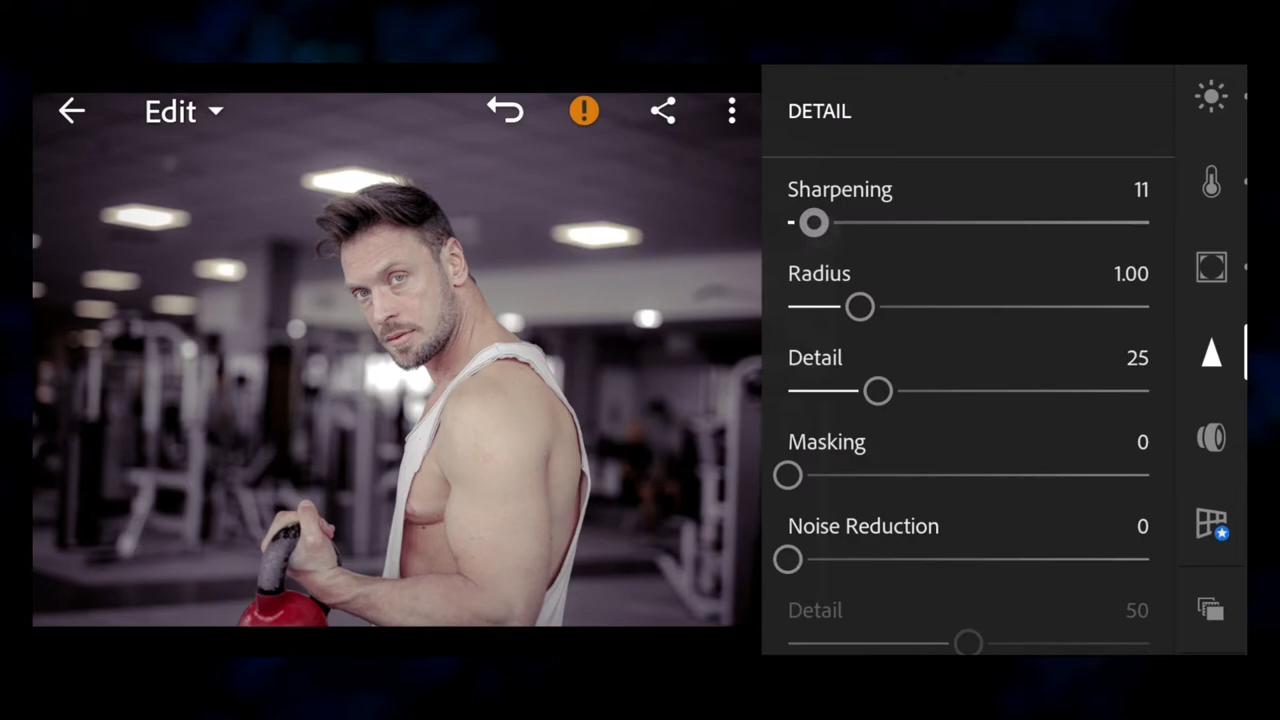 Edit
DETAIL
Sharpening 11
Radius 1.00
Detail 25
Masking 0
Noise Reduction 0
Detail 50